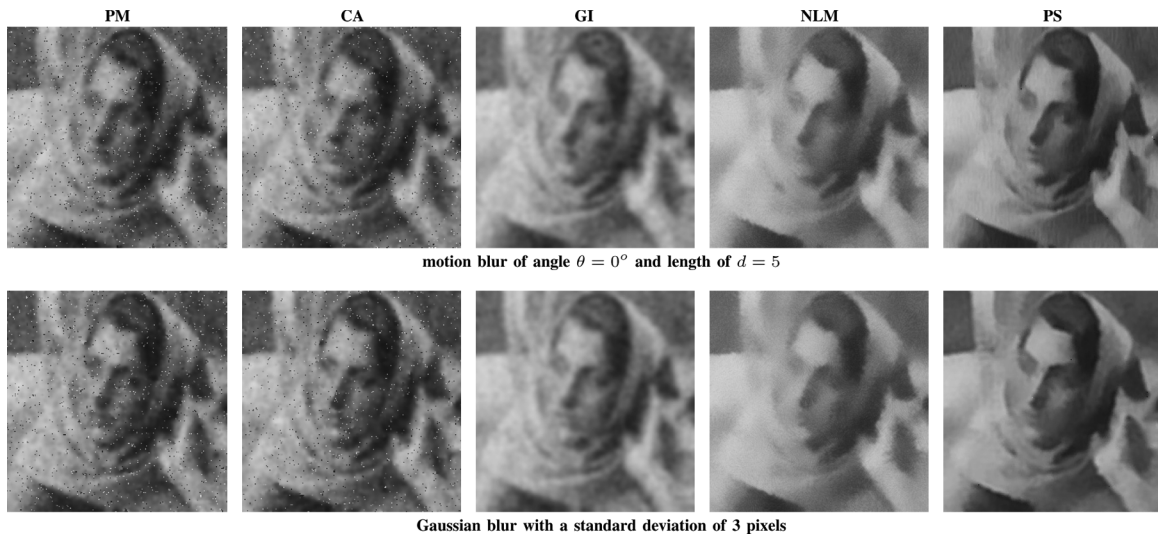 PM CA GI NLM PS
motion blur of angle θ = 0° and length of d = 5
Gaussian blur with a standard deviation of 3 pixels